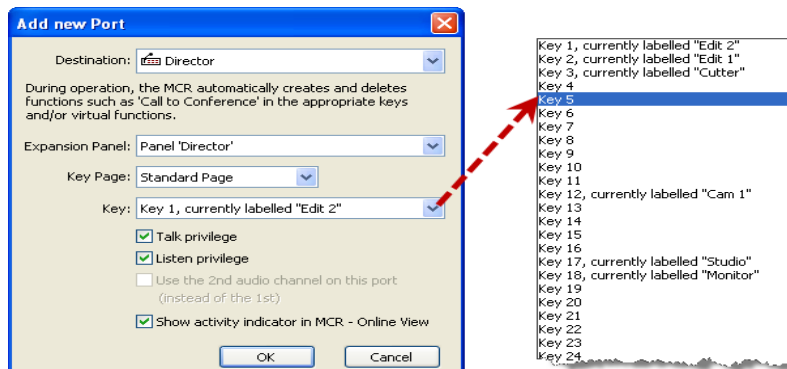 Add new Port
Destination: Director
During operation, the MCR automatically creates and deletes
functions such as 'Call to Conference' in the appropriate keys
and/or virtual functions.
Expansion Panel: Panel 'Director'
Key Page: Standard Page
Key: Key 1, currently labelled "Edit 2"
Talk privilege
Listen privilege
Use the 2nd audio channel on this port
(instead of the 1st)
Show activity indicator in MCR - Online View
OK Cancel
Key 1, currently labelled "Edit 2"
Key 2, currently labelled "Edit 1"
Key 3, currently labelled "Cutter"
Key 4
Key 5
Key 6
Key 7
Key 8
Key 9
Key 10
Key 11
Key 12, currently labelled "Cam 1"
Key 13
Key 14
Key 15
Key 16
Key 17, currently labelled "Studio"
Key 18, currently labelled "Monitor"
Key 19
Key 20
Key 21
Key 22
Key 23
Key 24